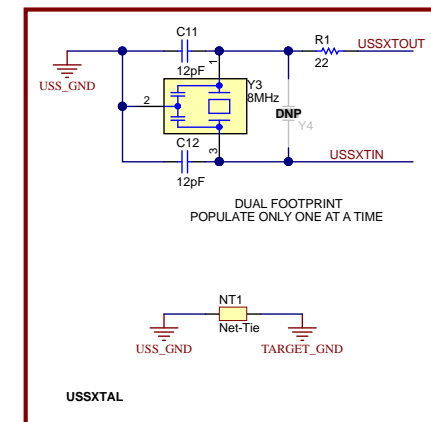 C11
12pF
R1
22
USSXTOUT
USS_GND
1
2
3
Y3
8MHz
DNP
Y4
C12
12pF
USSXTIN
DUAL FOOTPRINT
POPULATE ONLY ONE AT A TIME
NT1
Net-Tie
USS_GND
TARGET_GND
USSXTAL